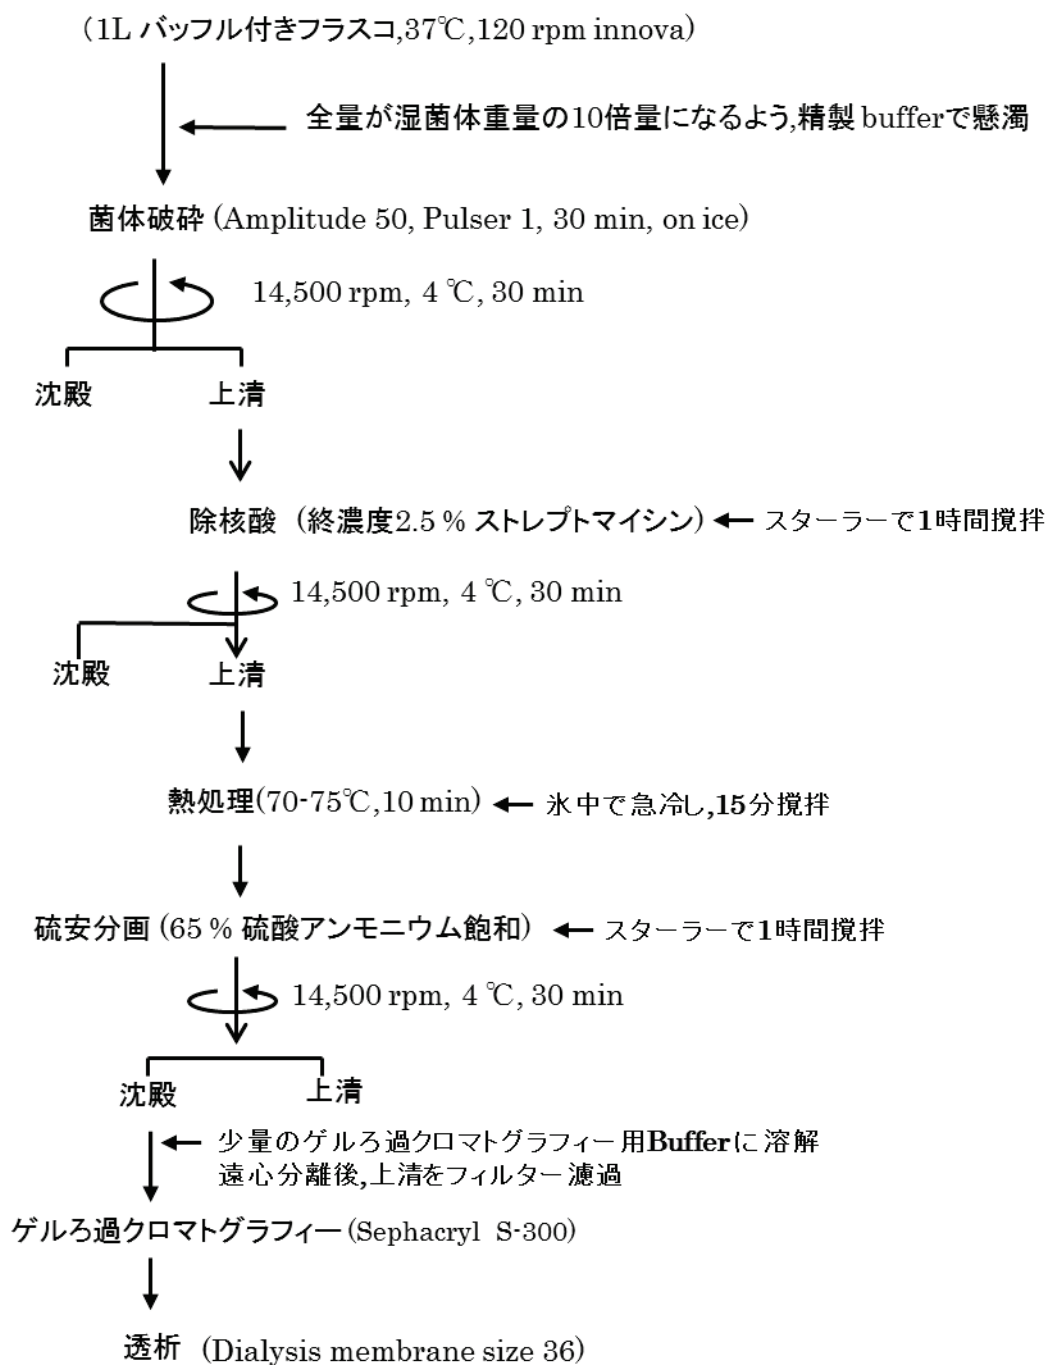 （1L バッフル付きフラスコ,37℃,120 rpm innova)
全量が湿菌体重量の10倍量になるよう,精製 bufferで懸濁
菌体破砕 (Amplitude 50, Pulser 1, 30 min, on ice)
14,500 rpm, 4 ℃, 30 min
沈殿 上清
除核酸 （終濃度2.5 % ストレプトマイシン） スターラーで1時間攪拌
14,500 rpm, 4 ℃, 30 min
沈殿 上清
熱処理(70-75℃,10 min) 氷中で急冷し,15分攪拌
硫安分画 (65 % 硫酸アンモニウム飽和) スターラーで1時間攪拌
14,500 rpm, 4 ℃, 30 min
沈殿 上清
少量のゲルろ過クロマトグラフィー用Bufferに溶解
遠心分離後,上清をフィルター濾過
ゲルろ過クロマトグラフィー(Sephacryl S-300)
透析 (Dialysis membrane size 36)